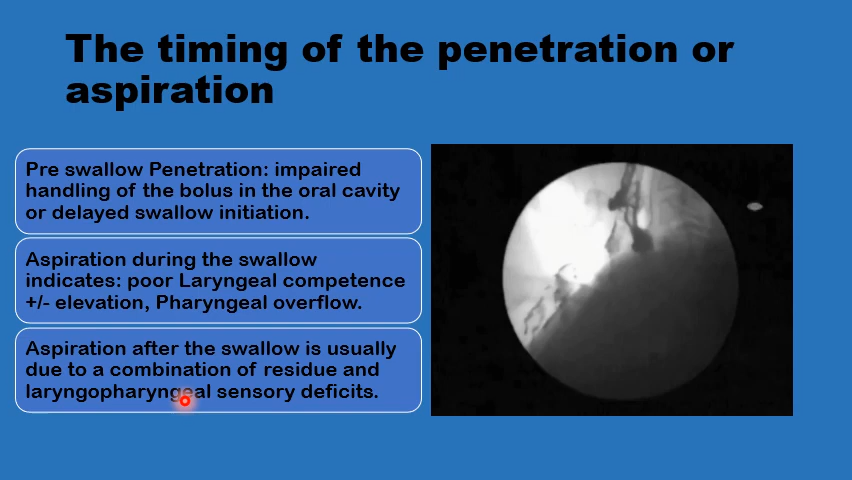 The timing of the penetration or
aspiration
Pre swallow Penetration: impaired
handling of the bolus in the oral cavity
or delayed swallow initiation.
Aspiration during the swallow
indicates: poor Laryngeal competence
+/- elevation, Pharyngeal overflow.
Aspiration after the swallow is usually
due to a combination of residue and
laryngopharyngeal sensory deficits.